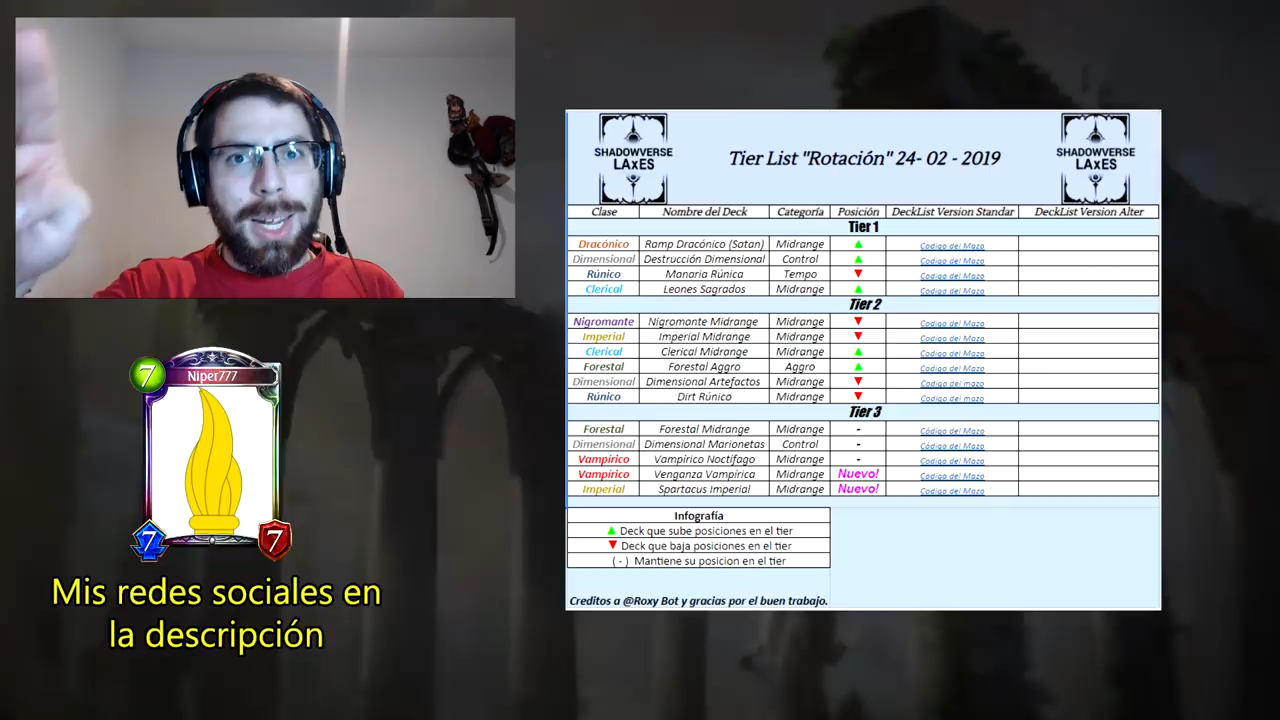 SHADOWVERSE
LAxES
Tier List "Rotación" 24- 02 - 2019
SHADOWVERSE
LAxES
Clase Nombre del Deck Categoría Posición DeckList Version Standar DeckList Version Alter
Tier 1
Dracónico Ramp Dracónico (Satan) Midrange ▲ Codigo del Mazo
Dimensional Destrucción Dimensional Control ▲ Codigo del Mazo
Rúnico Manaria Rúnica Tempo ▼ Codigo del Mazo
Clerical Leones Sagrados Midrange ▲ Codigo del Mazo
Tier 2
Nigromante Nigromante Midrange Midrange ▼ Codigo del Mazo
Imperial Imperial Midrange Midrange ▼ Codigo del Mazo
Clerical Clerical Midrange Midrange ▲ Codigo del Mazo
Forestal Forestal Aggro Aggro ▲ Codigo del Mazo
Dimensional Dimensional Artefactos Midrange ▼ Codigo del mazo
Rúnico Dirt Rúnico Midrange ▼ Codigo del mazo
Tier 3
Forestal Forestal Midrange Midrange - Código del Mazo
Dimensional Dimensional Marionetas Control - Código del Mazo
Vampírico Vampírico Noctífago Midrange - Codigo del Mazo
Vampírico Venganza Vampírica Midrange Nuevo! Codigo del Mazo
Imperial Spartacus Imperial Midrange Nuevo! Codigo del Mazo
Infografía
▲ Deck que sube posiciones en el tier
▼ Deck que baja posiciones en el tier
( - ) Mantiene su posicion en el tier
Creditos a @Roxy Bot y gracias por el buen trabajo.
7
Niper777
7
7
Mis redes sociales en
la descripción